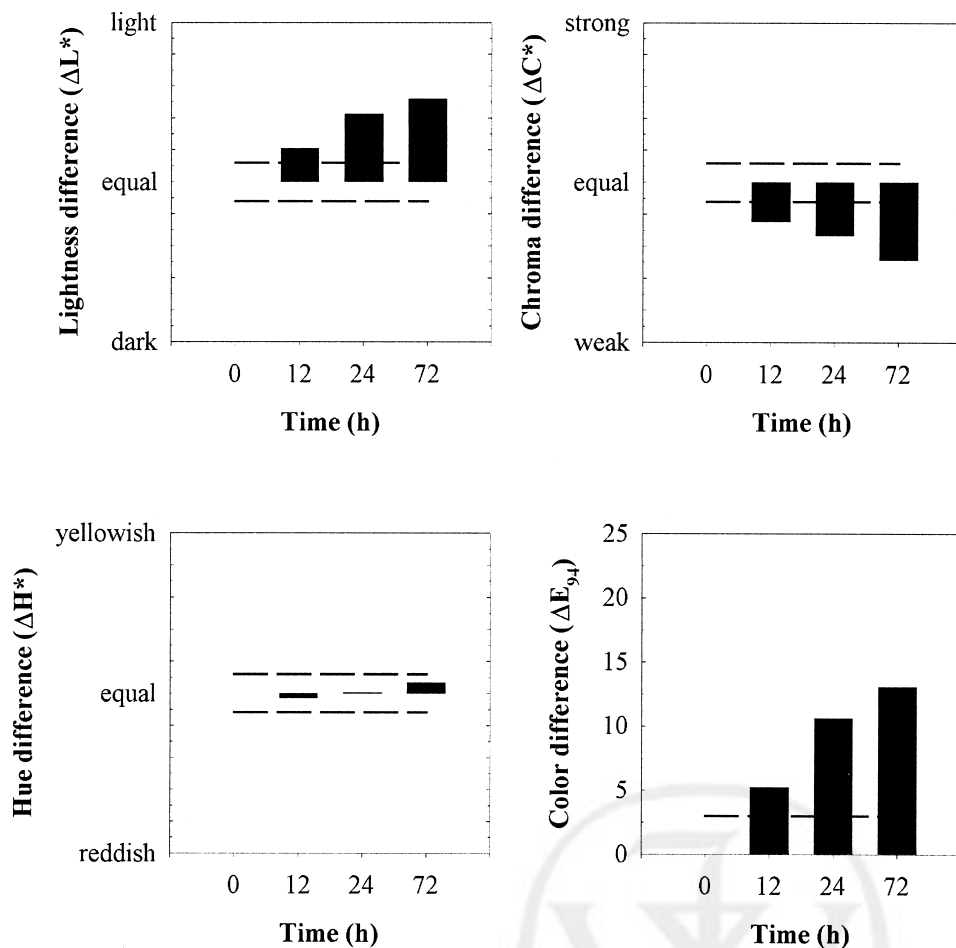 light
equal
dark
Lightness difference (ΔL*)
0 12 24 72
Time (h)
strong
equal
weak
Chroma difference (ΔC*)
0 12 24 72
Time (h)
yellowish
equal
reddish
Hue difference (ΔH*)
0 12 24 72
Time (h)
25
20
15
10
5
0
Color difference (ΔE94)
0 12 24 72
Time (h)